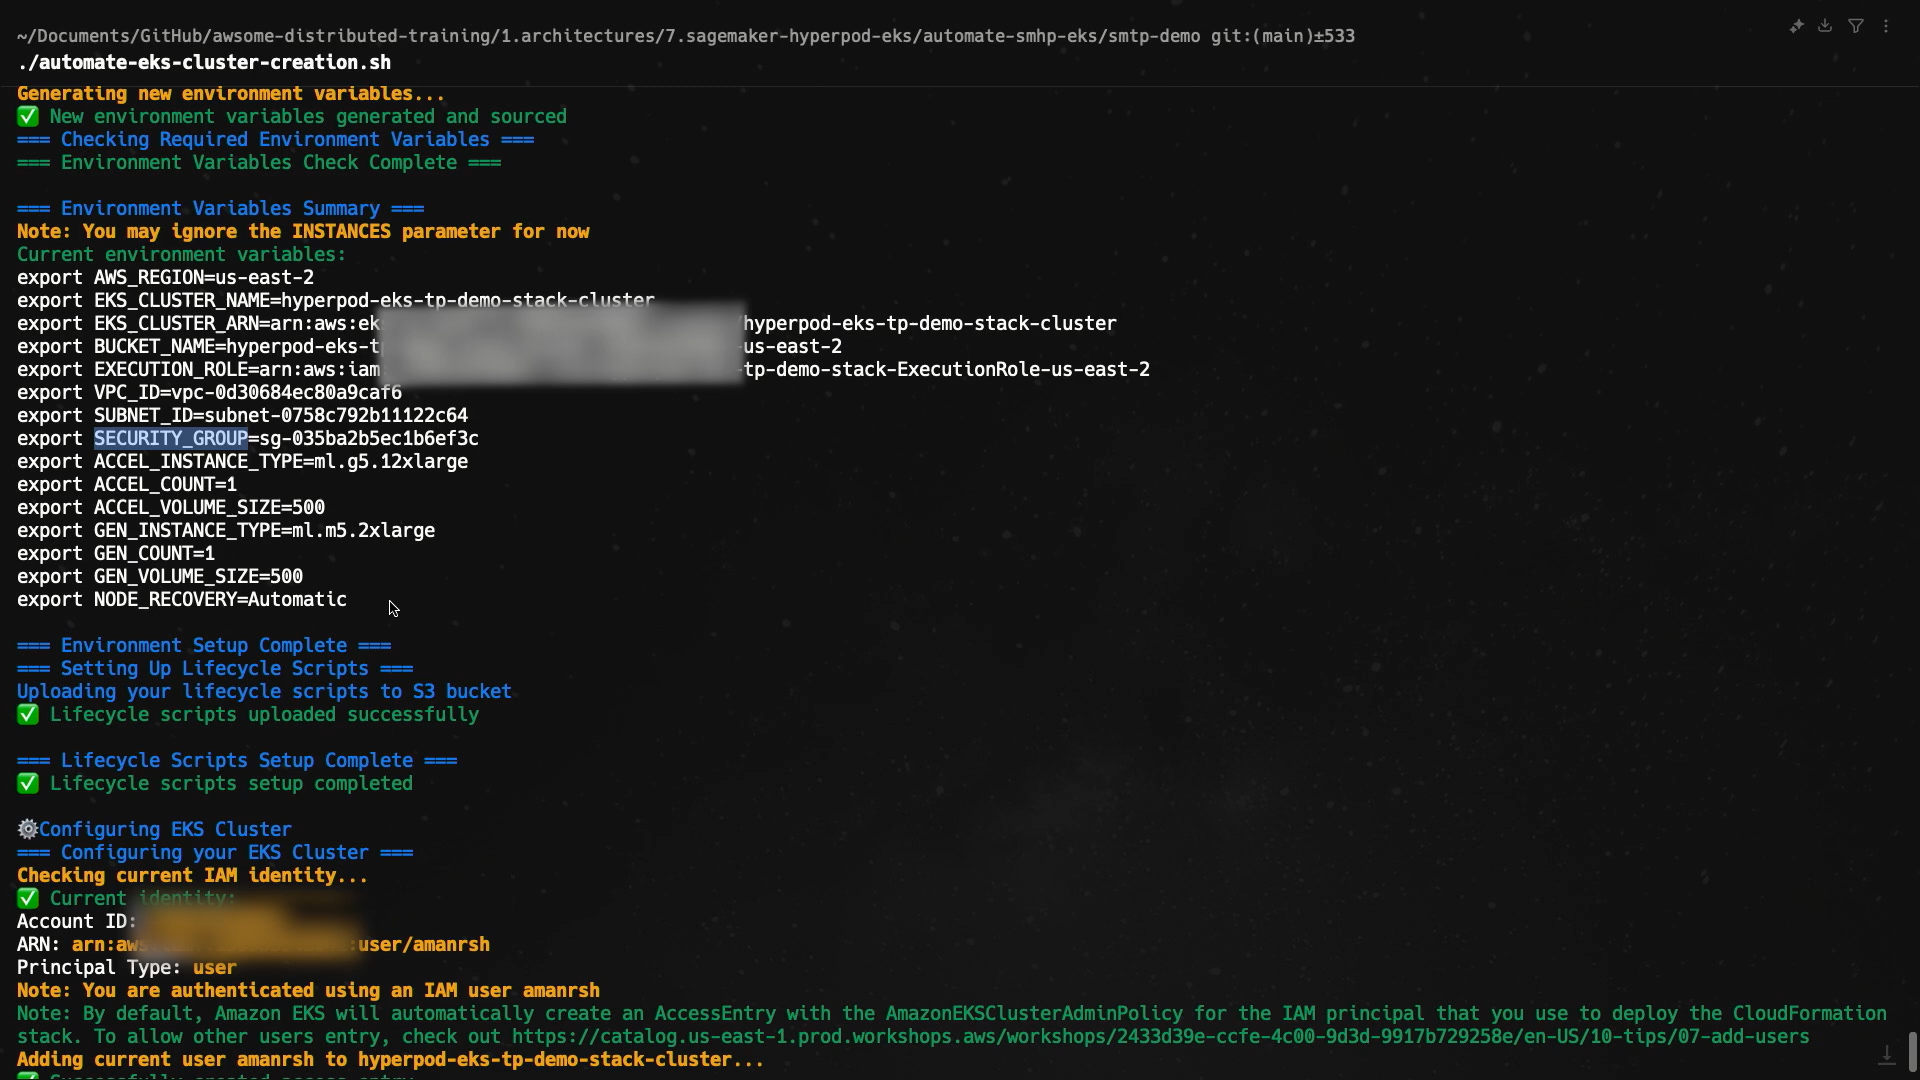 ~/Documents/GitHub/awsome-distributed-training/1.architectures/7.sagemaker-hyperpod-eks/automate-smhp-eks/smtp-demo git:(main)±533
./automate-eks-cluster-creation.sh
Generating new environment variables...
✅ New environment variables generated and sourced
=== Checking Required Environment Variables ===
=== Environment Variables Check Complete ===
=== Environment Variables Summary ===
Note: You may ignore the INSTANCES parameter for now
Current environment variables:
export AWS_REGION=us-east-2
export EKS_CLUSTER_NAME=hyperpod-eks-tp-demo-stack-cluster
export EKS_CLUSTER_ARN=arn:aws:ek /hyperpod-eks-tp-demo-stack-cluster
export BUCKET_NAME=hyperpod-eks-t us-east-2
export EXECUTION_ROLE=arn:aws:iam -tp-demo-stack-ExecutionRole-us-east-2
export VPC_ID=vpc-0d30684ec80a9caf6
export SUBNET_ID=subnet-0758c792b11122c64
export SECURITY_GROUP=sg-035ba2b5ec1b6ef3c
export ACCEL_INSTANCE_TYPE=ml.g5.12xlarge
export ACCEL_COUNT=1
export ACCEL_VOLUME_SIZE=500
export GEN_INSTANCE_TYPE=ml.m5.2xlarge
export GEN_COUNT=1
export GEN_VOLUME_SIZE=500
export NODE_RECOVERY=Automatic
=== Environment Setup Complete ===
=== Setting Up Lifecycle Scripts ===
Uploading your lifecycle scripts to S3 bucket
✅ Lifecycle scripts uploaded successfully
=== Lifecycle Scripts Setup Complete ===
✅ Lifecycle scripts setup completed
⚙️Configuring EKS Cluster
=== Configuring your EKS Cluster ===
Checking current IAM identity...
✅ Current identity:
Account ID:
ARN: arn:aws :user/amanrsh
Principal Type: user
Note: You are authenticated using an IAM user amanrsh
Note: By default, Amazon EKS will automatically create an AccessEntry with the AmazonEKSClusterAdminPolicy for the IAM principal that you use to deploy the CloudFormation
stack. To allow other users entry, check out https://catalog.us-east-1.prod.workshops.aws/workshops/2433d39e-ccfe-4c00-9d3d-9917b729258e/en-US/10-tips/07-add-users
Adding current user amanrsh to hyperpod-eks-tp-demo-stack-cluster...